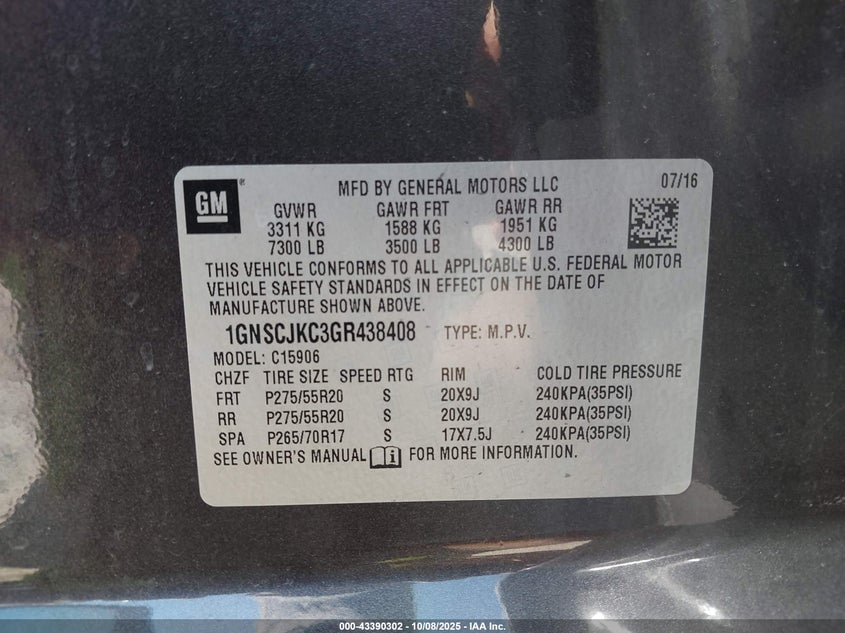 GM
®
MFD BY GENERAL MOTORS LLC 07/16
GVWR GAWR FRT GAWR RR
3311 KG 1588 KG 1951 KG
7300 LB 3500 LB 4300 LB
THIS VEHICLE CONFORMS TO ALL APPLICABLE U.S. FEDERAL MOTOR
VEHICLE SAFETY STANDARDS IN EFFECT ON THE DATE OF
MANUFACTURE SHOWN ABOVE.
1GNSCJKC3GR438408 TYPE: M.P.V.
MODEL: C15906
CHZF TIRE SIZE SPEED RTG RIM COLD TIRE PRESSURE
FRT P275/55R20 S 20X9J 240KPA(35PSI)
RR P275/55R20 S 20X9J 240KPA(35PSI)
SPA P265/70R17 S 17X7.5J 240KPA(35PSI)
SEE OWNER'S MANUAL i FOR MORE INFORMATION.
000-43390302 - 10/08/2025 - IAA Inc.